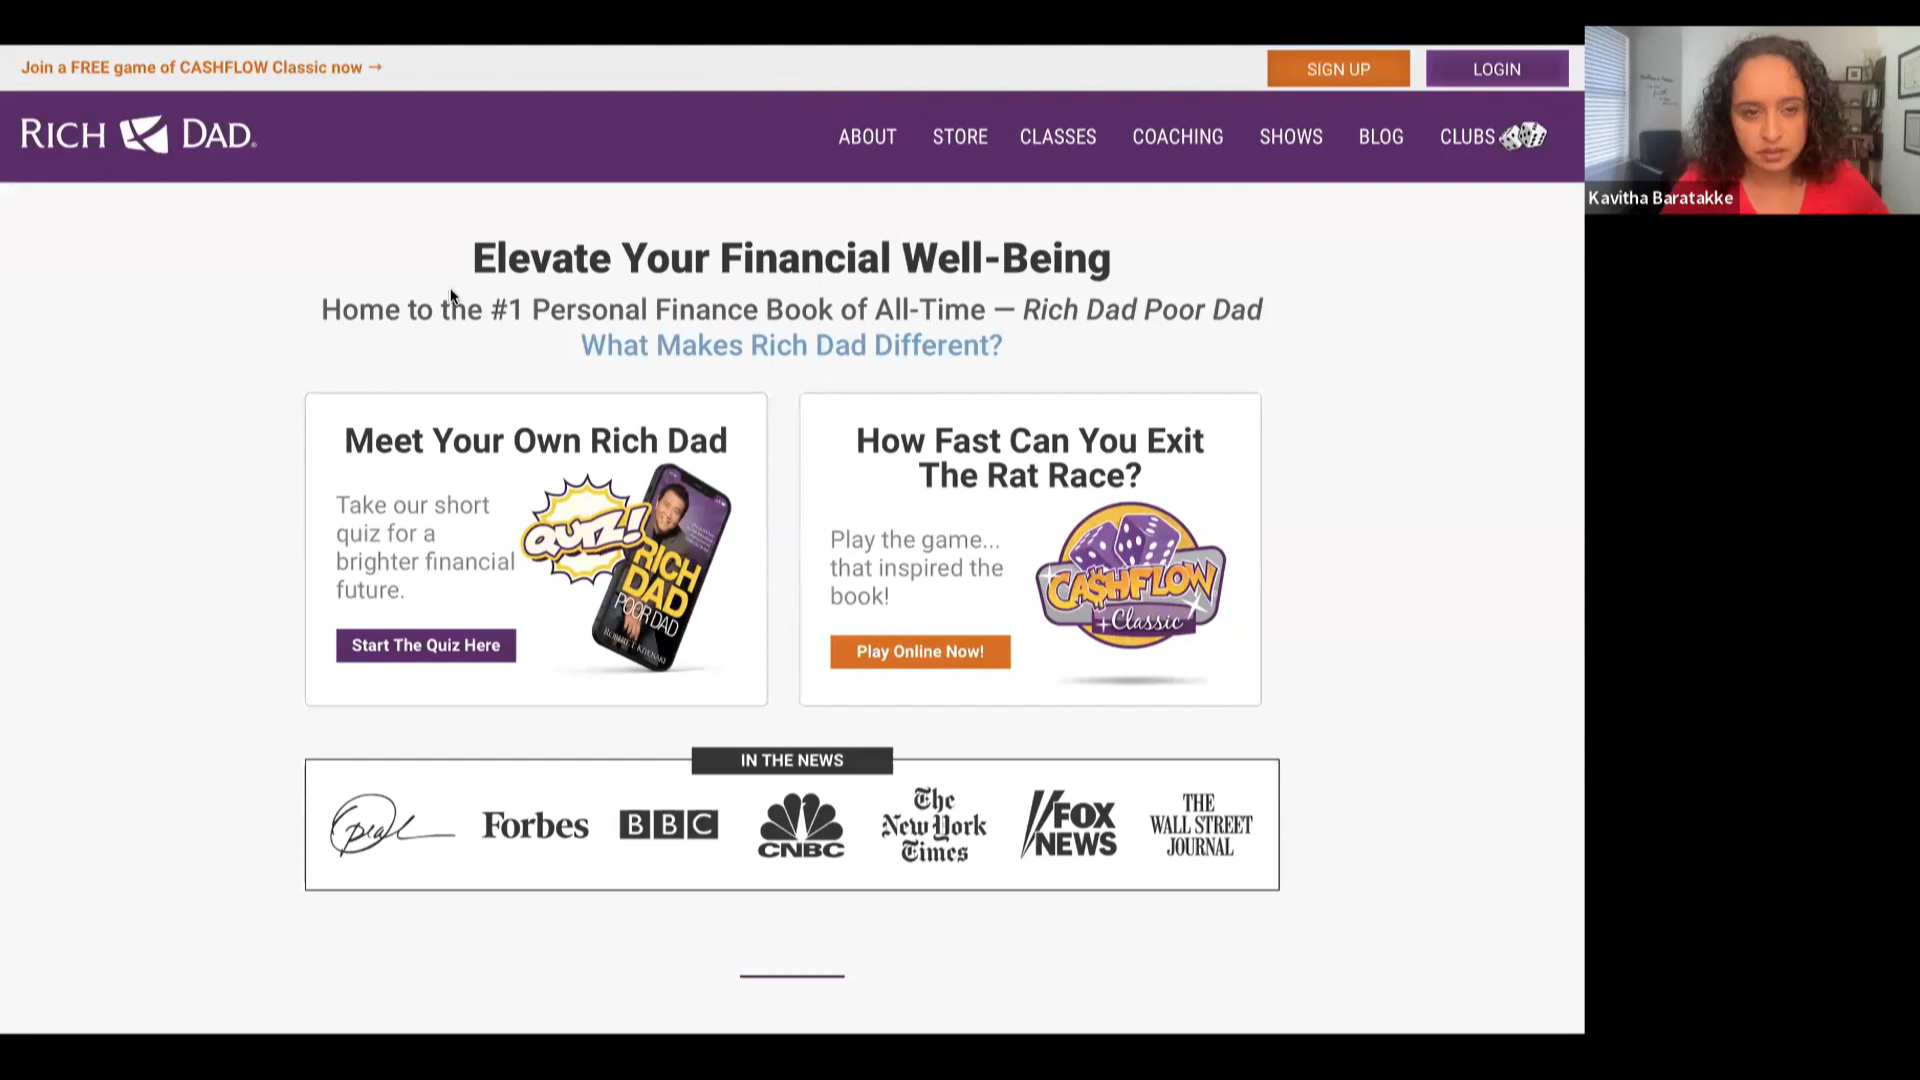 Join a FREE game of CASHFLOW Classic now →
SIGN UP
LOGIN
RICH DAD.
ABOUT
STORE
CLASSES
COACHING
SHOWS
BLOG
CLUBS
Kavitha Baratakke
Elevate Your Financial Well-Being
Home to the #1 Personal Finance Book of All-Time — Rich Dad Poor Dad
What Makes Rich Dad Different?
Meet Your Own Rich Dad
Take our short
quiz for a
brighter financial
future.
Start The Quiz Here
QUIZ!
RICH
DAD
POOR DAD
ROBERT T. KIYOSAKI
How Fast Can You Exit
The Rat Race?
Play the game...
that inspired the
book!
Play Online Now!
CA$HFLOW
Classic
IN THE NEWS
Oprah
Forbes
BBC
CNBC
The
New York
Times
FOX
NEWS
THE
WALL STREET
JOURNAL